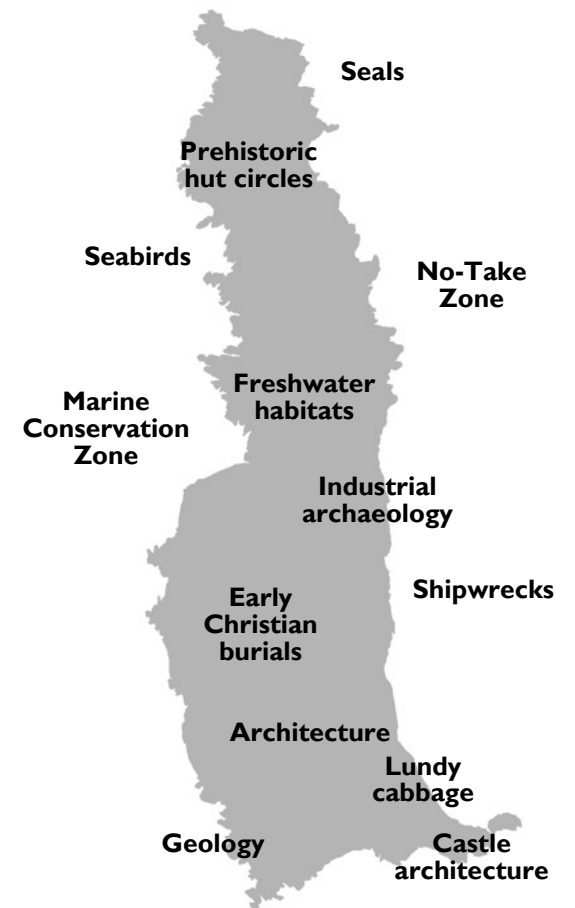 Seals
Prehistoric
hut circles
Seabirds
No-Take
Zone
Freshwater
habitats
Marine
Conservation
Zone
Industrial
archaeology
Shipwrecks
Early
Christian
burials
Architecture
Lundy
cabbage
Geology
Castle
architecture